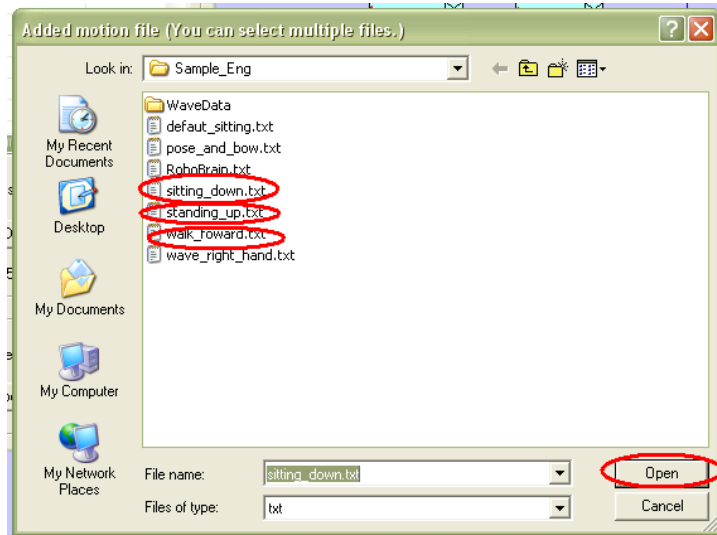 Added motion file (You can select multiple files.)
Look in: Sample_Eng
WaveData
defaut_sitting.txt
pose_and_bow.txt
RoboBrain.txt
sitting_down.txt
standing_up.txt
walk_foward.txt
wave_right_hand.txt
My Recent
Documents
Desktop
My Documents
My Computer
My Network
Places
File name: sitting_down.txt Open
Files of type: txt Cancel